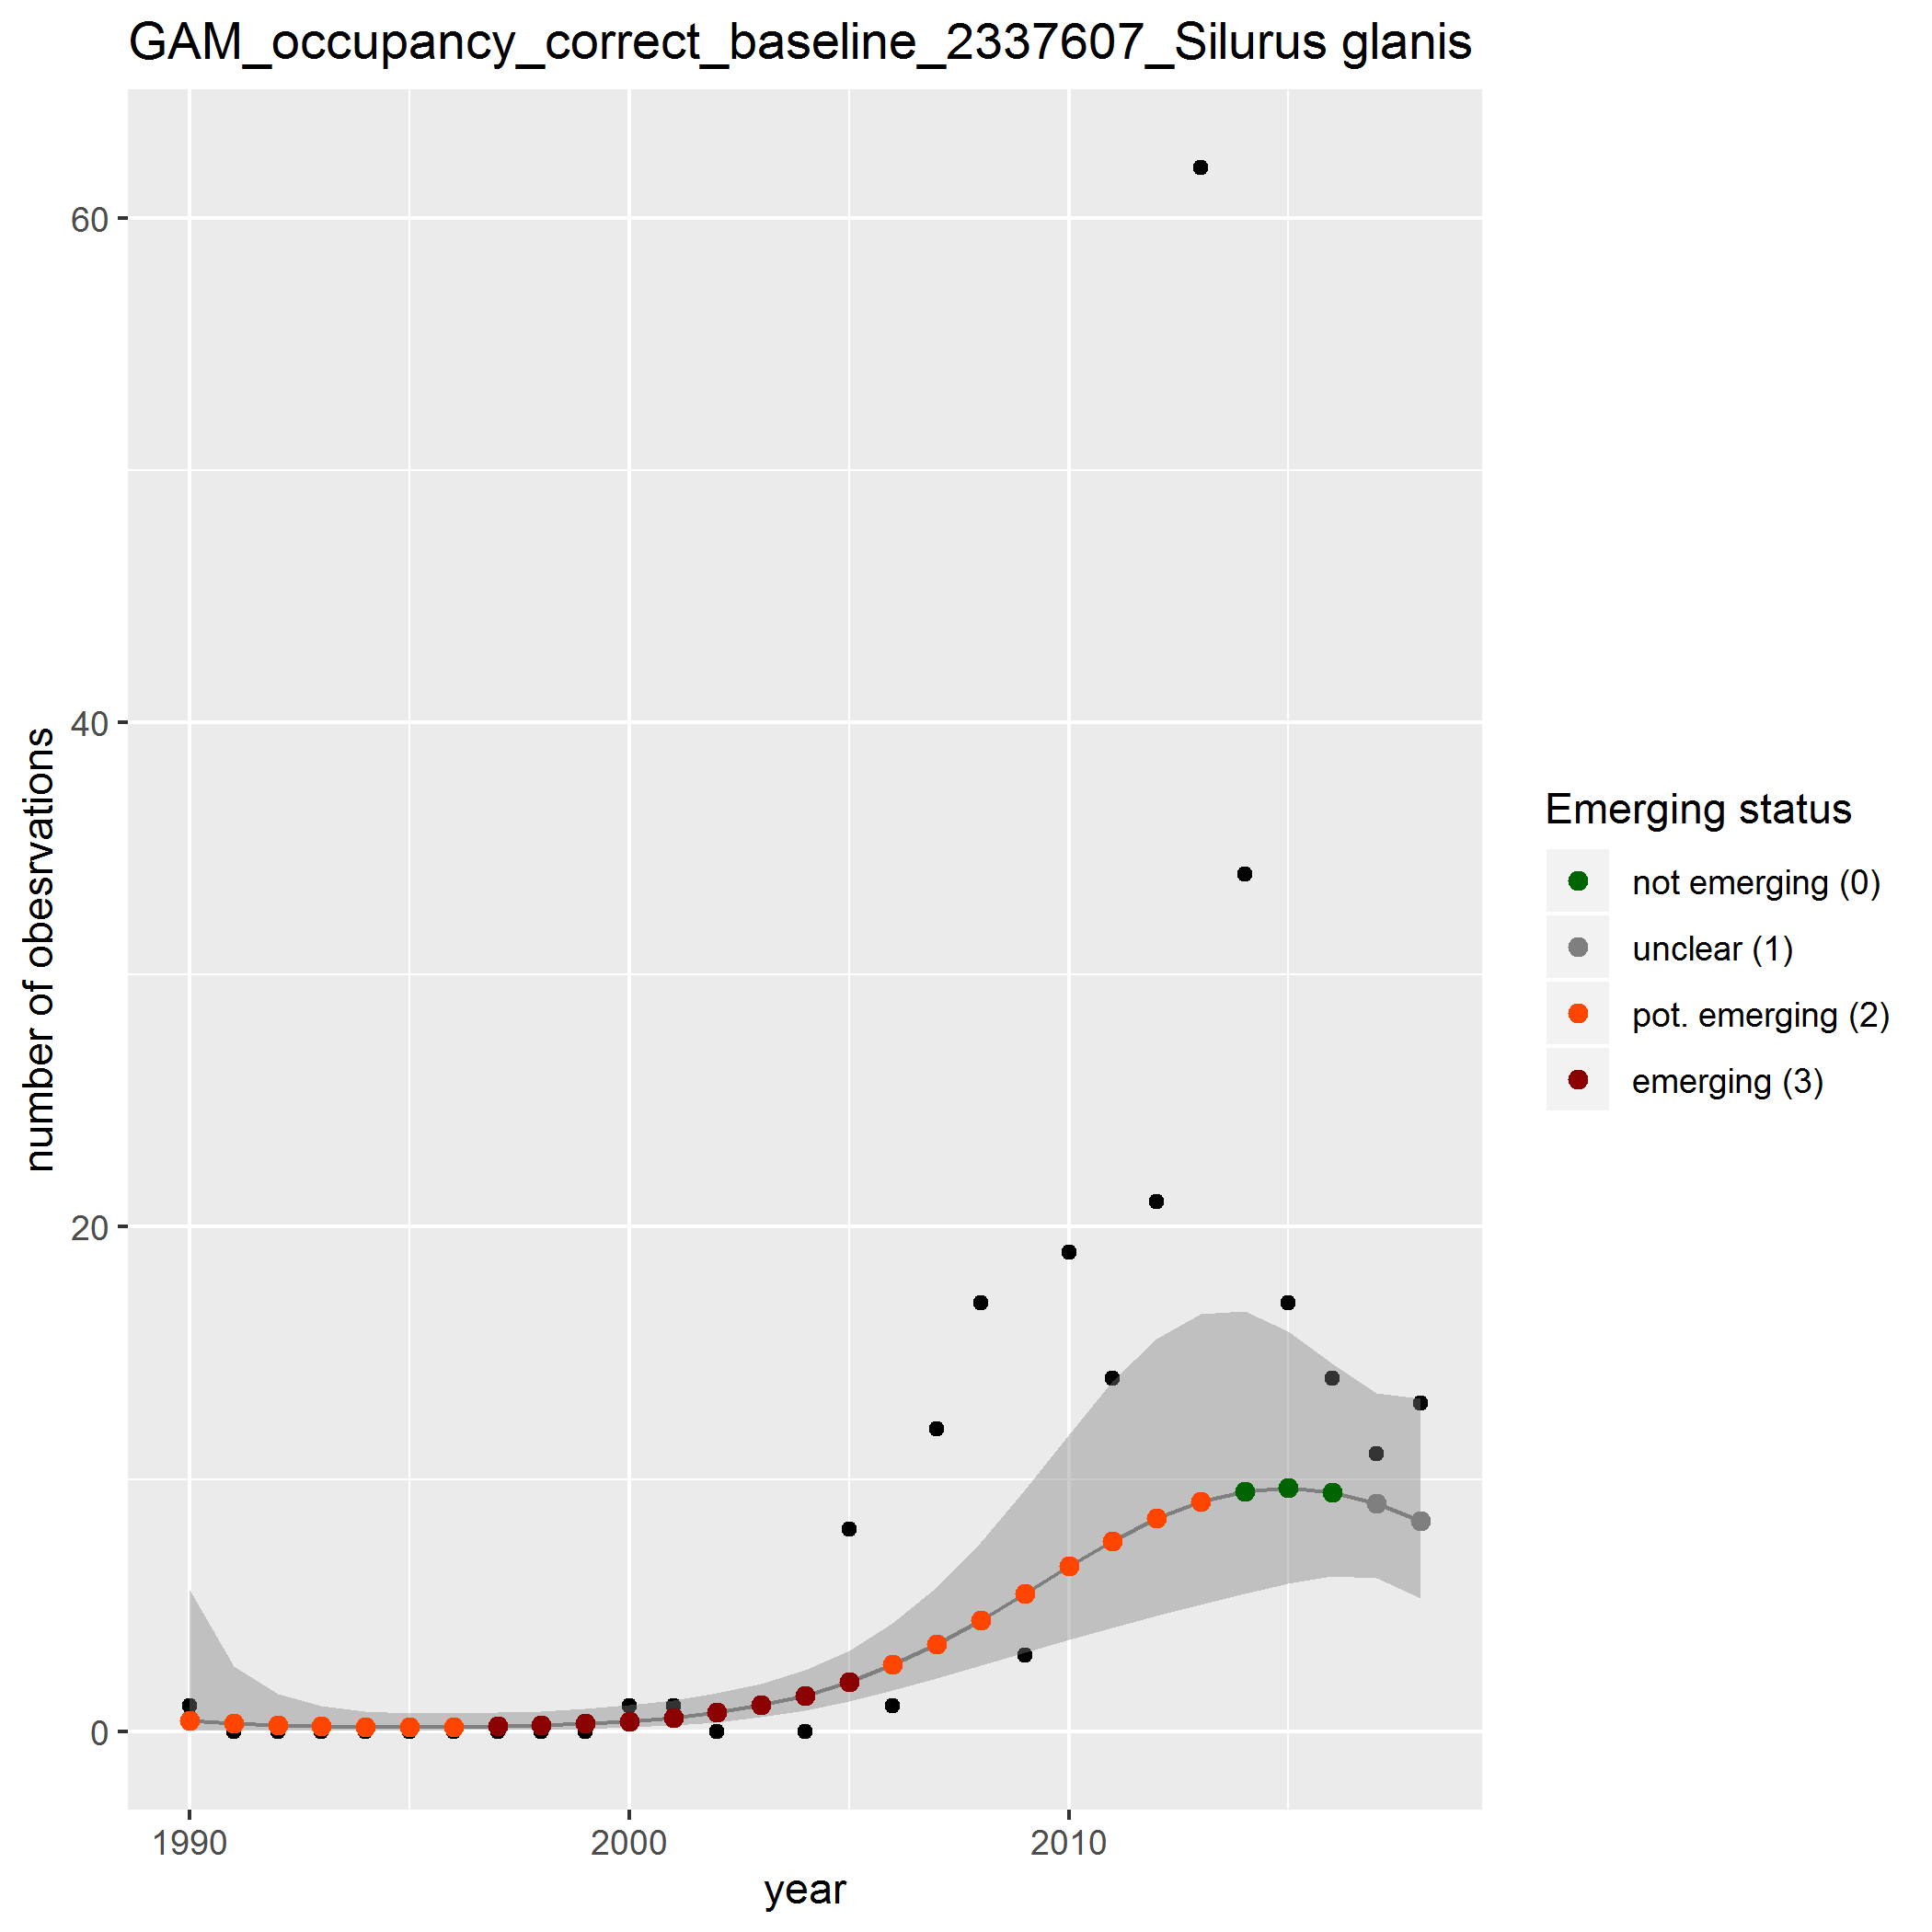 GAM_occupancy_correct_baseline_2337607_Silurus glanis
60
40
20
0
number of obesrvations
1990
2000
2010
year
Emerging status
not emerging (0)
unclear (1)
pot. emerging (2)
emerging (3)